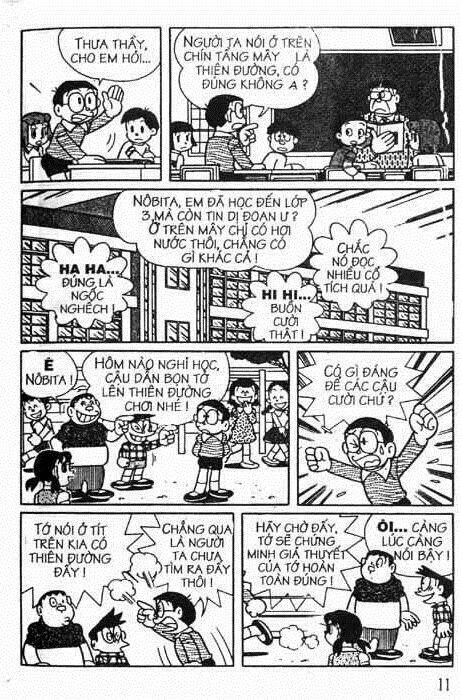 THƯA THẦY,
CHO EM HỎI...
NGƯỜI TA NÓI Ở TRÊN
CHÍN TẦNG MÂY LÀ
THIÊN ĐƯỜNG, CÓ
ĐÚNG KHÔNG Ạ ?
NÔBITA, EM ĐÃ HỌC ĐẾN LỚP
3 MÀ CÒN TIN DỊ ĐOAN Ư ?
Ở TRÊN MÂY CHỈ CÓ HƠI
NƯỚC THÔI, CHẲNG CÓ
GÌ KHÁC CẢ !
HA HA...
ĐÚNG LÀ
NGỐC
NGHẾCH !
HI HI...
BUỒN
CƯỜI
THẬT !
CHẮC
NÓ ĐỌC
NHIỀU CỔ
TÍCH QUÁ !
Ê
NÔBITA !
HÔM NÀO NGHỈ HỌC,
CẬU DẪN BỌN TỚ
LÊN THIÊN ĐƯỜNG
CHƠI NHÉ !
CÓ GÌ ĐÁNG
ĐỂ CÁC CẬU
CƯỜI CHỨ ?
TỚ NÓI Ở TÍT
TRÊN KIA CÓ
THIÊN ĐƯỜNG
ĐẤY !
CHẲNG QUA
LÀ NGƯỜI
TA CHƯA
TÌM RA ĐẤY
THÔI !
HÃY CHỜ ĐẤY,
TỚ SẼ CHỨNG
MINH GIẢ THUYẾT
CỦA TỚ HOÀN
TOÀN ĐÚNG !
ÔI... CÀNG
LÚC CÀNG
NÓI BẬY !
11